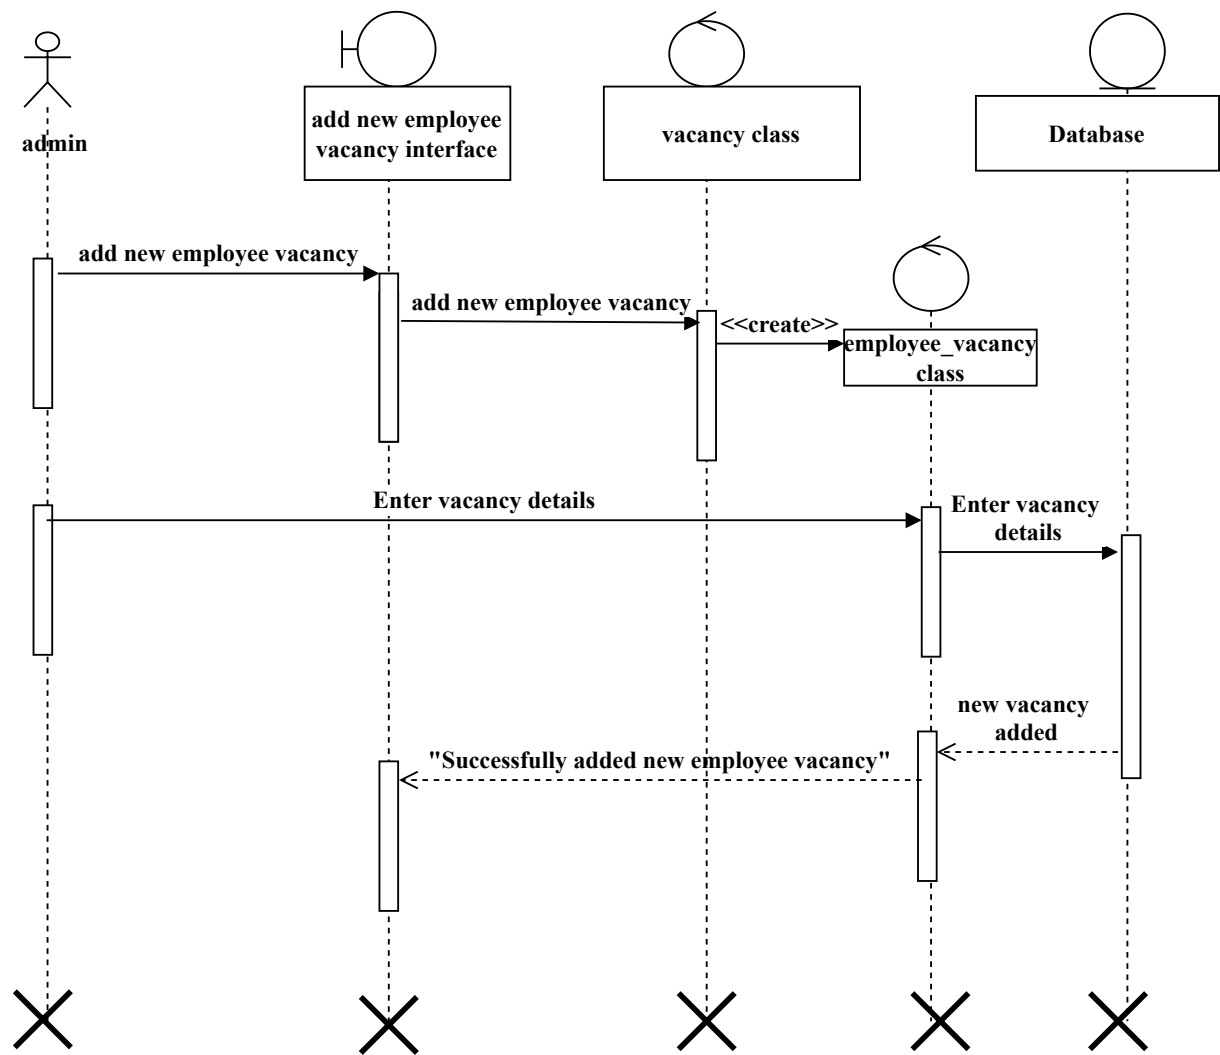 admin
add new employee
vacancy interface
vacancy class
Database
add new employee vacancy
add new employee vacancy
<<create>>
employee_vacancy
class
Enter vacancy details
Enter vacancy
details
new vacancy
added
"Successfully added new employee vacancy"